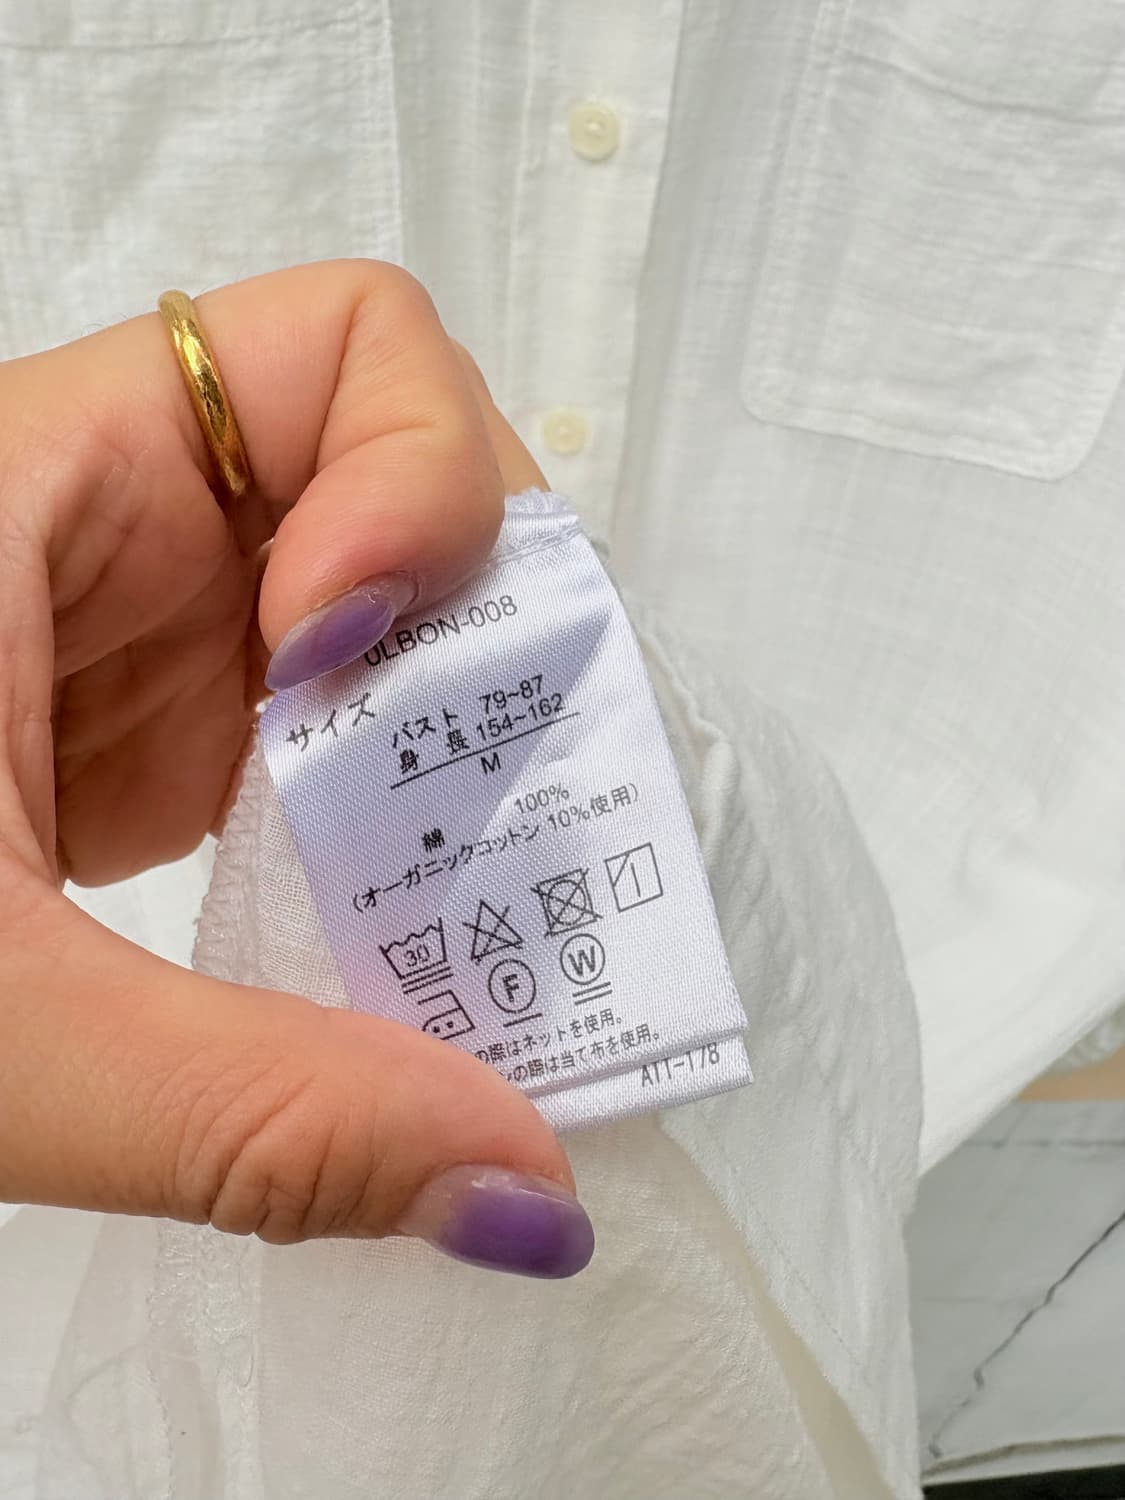 ULBON-008
サイズ
バスト 79~87
身長 154~162
M
綿 100%
(オーガニックコットン 10%使用)
30
F
W
の際はネットを使用。
の際は当て布を使用。
A11-178